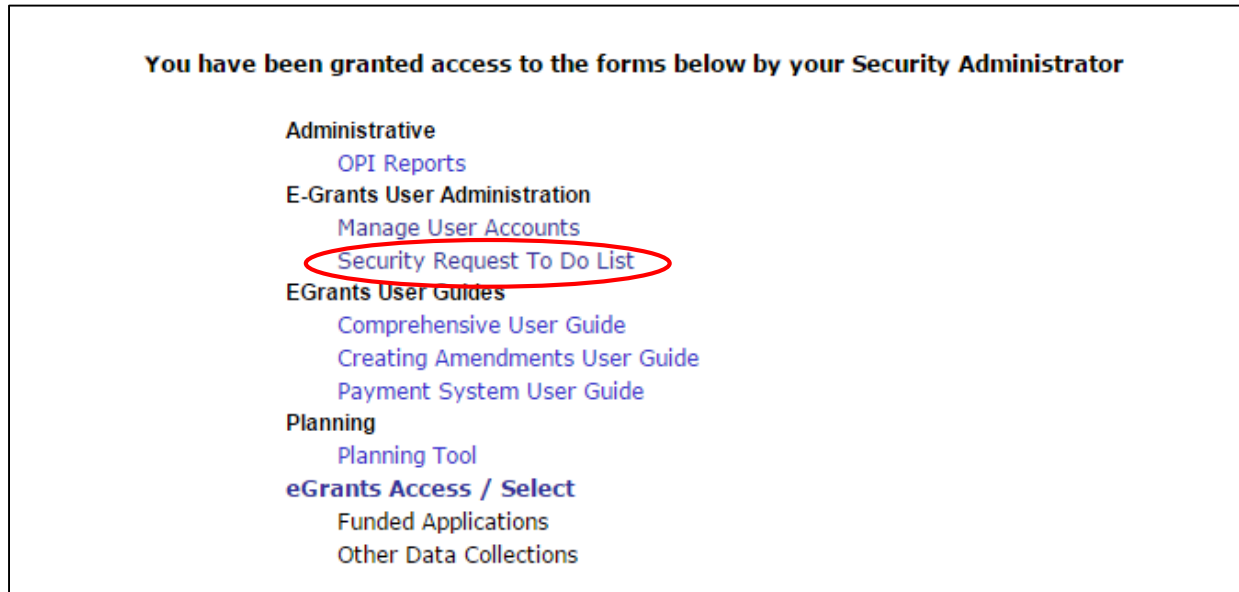 You have been granted access to the forms below by your Security Administrator
Administrative
OPI Reports
E-Grants User Administration
Manage User Accounts
Security Request To Do List
EGrants User Guides
Comprehensive User Guide
Creating Amendments User Guide
Payment System User Guide
Planning
Planning Tool
eGrants Access / Select
Funded Applications
Other Data Collections